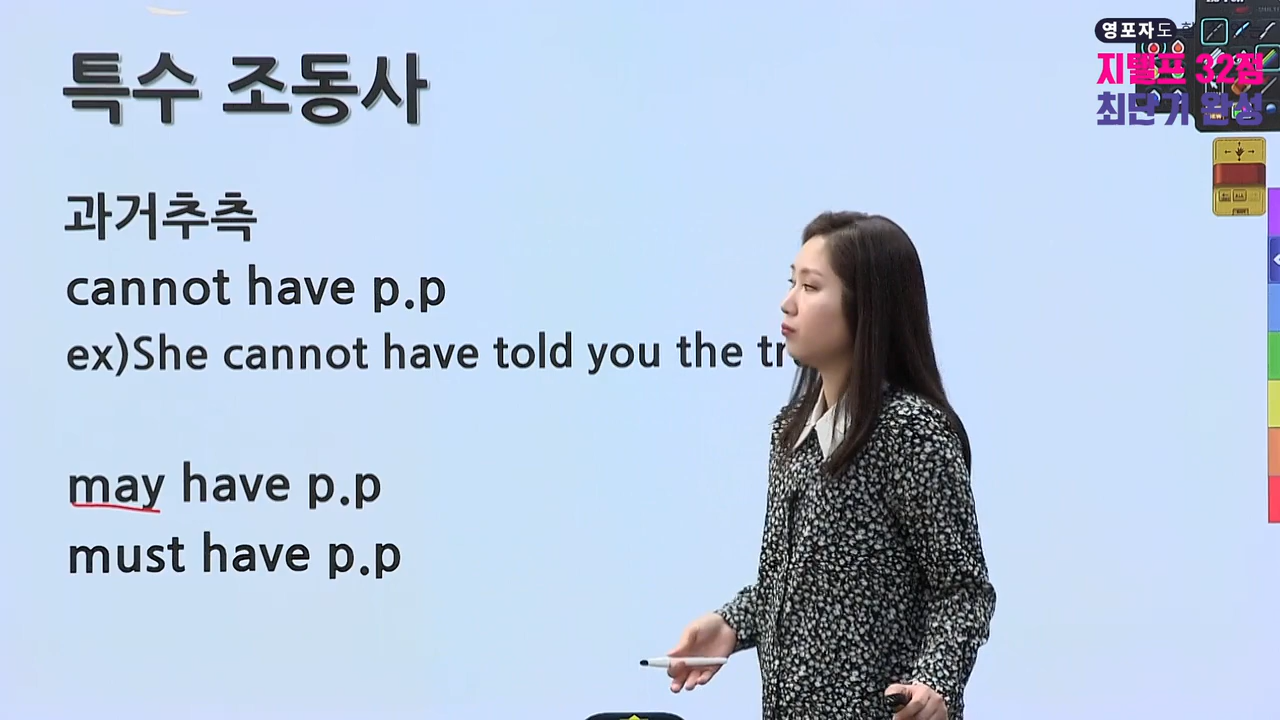 특수 조동사
영포자도
지텔프 32점
최단기 완성
과거추측
cannot have p.p
ex)She cannot have told you the
may have p.p
must have p.p